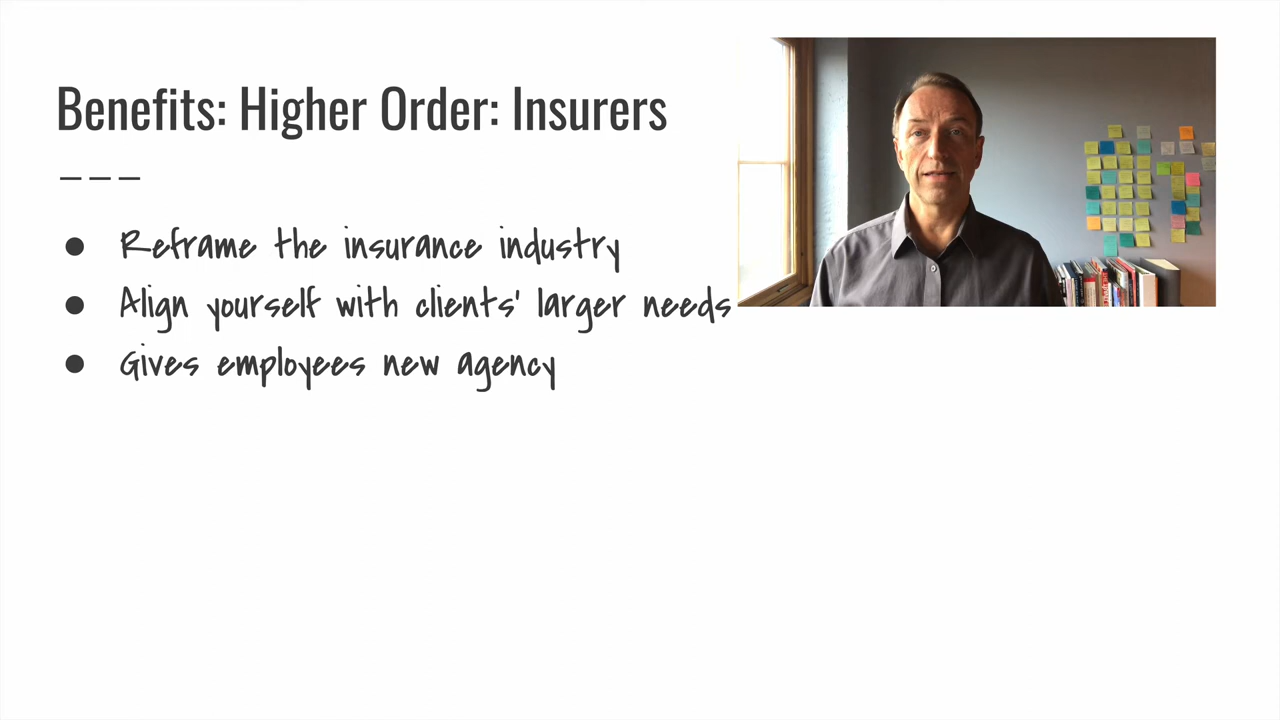 Benefits: Higher Order: Insurers
● Reframe the insurance industry
● Align yourself with clients' larger needs
● Gives employees new agency